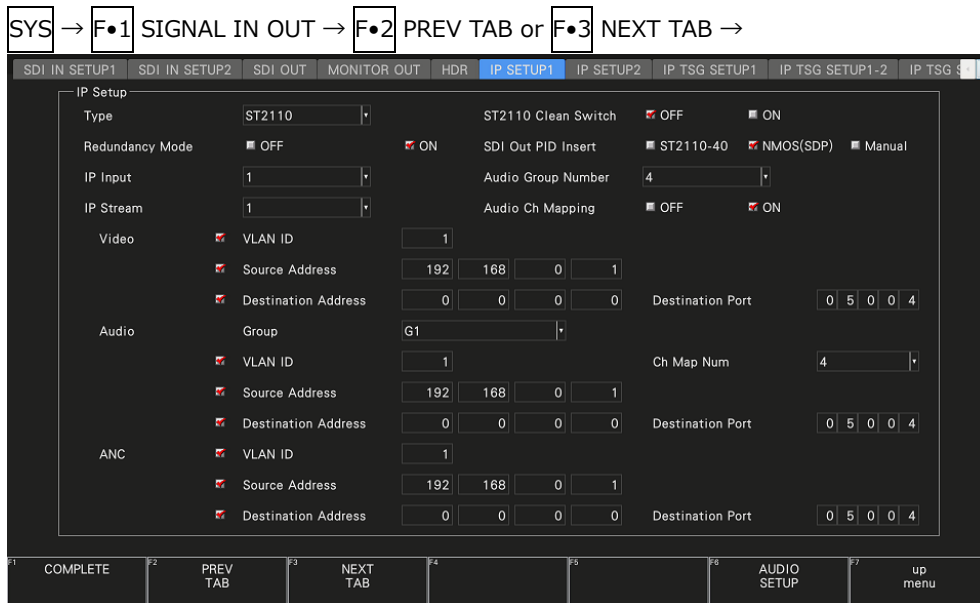 SYS → F•1 SIGNAL IN OUT → F•2 PREV TAB or F•3 NEXT TAB →
SDI IN SETUP1 SDI IN SETUP2 SDI OUT MONITOR OUT HDR IP SETUP1 IP SETUP2 IP TSG SETUP1 IP TSG SETUP1-2 IP TSG
IP Setup
Type ST2110 ST2110 Clean Switch OFF ON
Redundancy Mode OFF ON SDI Out PID Insert ST2110-40 NMOS(SDP) Manual
IP Input 1 Audio Group Number 4
IP Stream 1 Audio Ch Mapping OFF ON
Video VLAN ID 1
Source Address 192 168 0 1
Destination Address 0 0 0 0 Destination Port 0 5 0 0 4
Audio Group G1
VLAN ID 1 Ch Map Num 4
Source Address 192 168 0 1
Destination Address 0 0 0 0 Destination Port 0 5 0 0 4
ANC VLAN ID 1
Source Address 192 168 0 1
Destination Address 0 0 0 0 Destination Port 0 5 0 0 4
F1 COMPLETE F2 PREV TAB F3 NEXT TAB F4 F5 F6 AUDIO SETUP F7 up menu